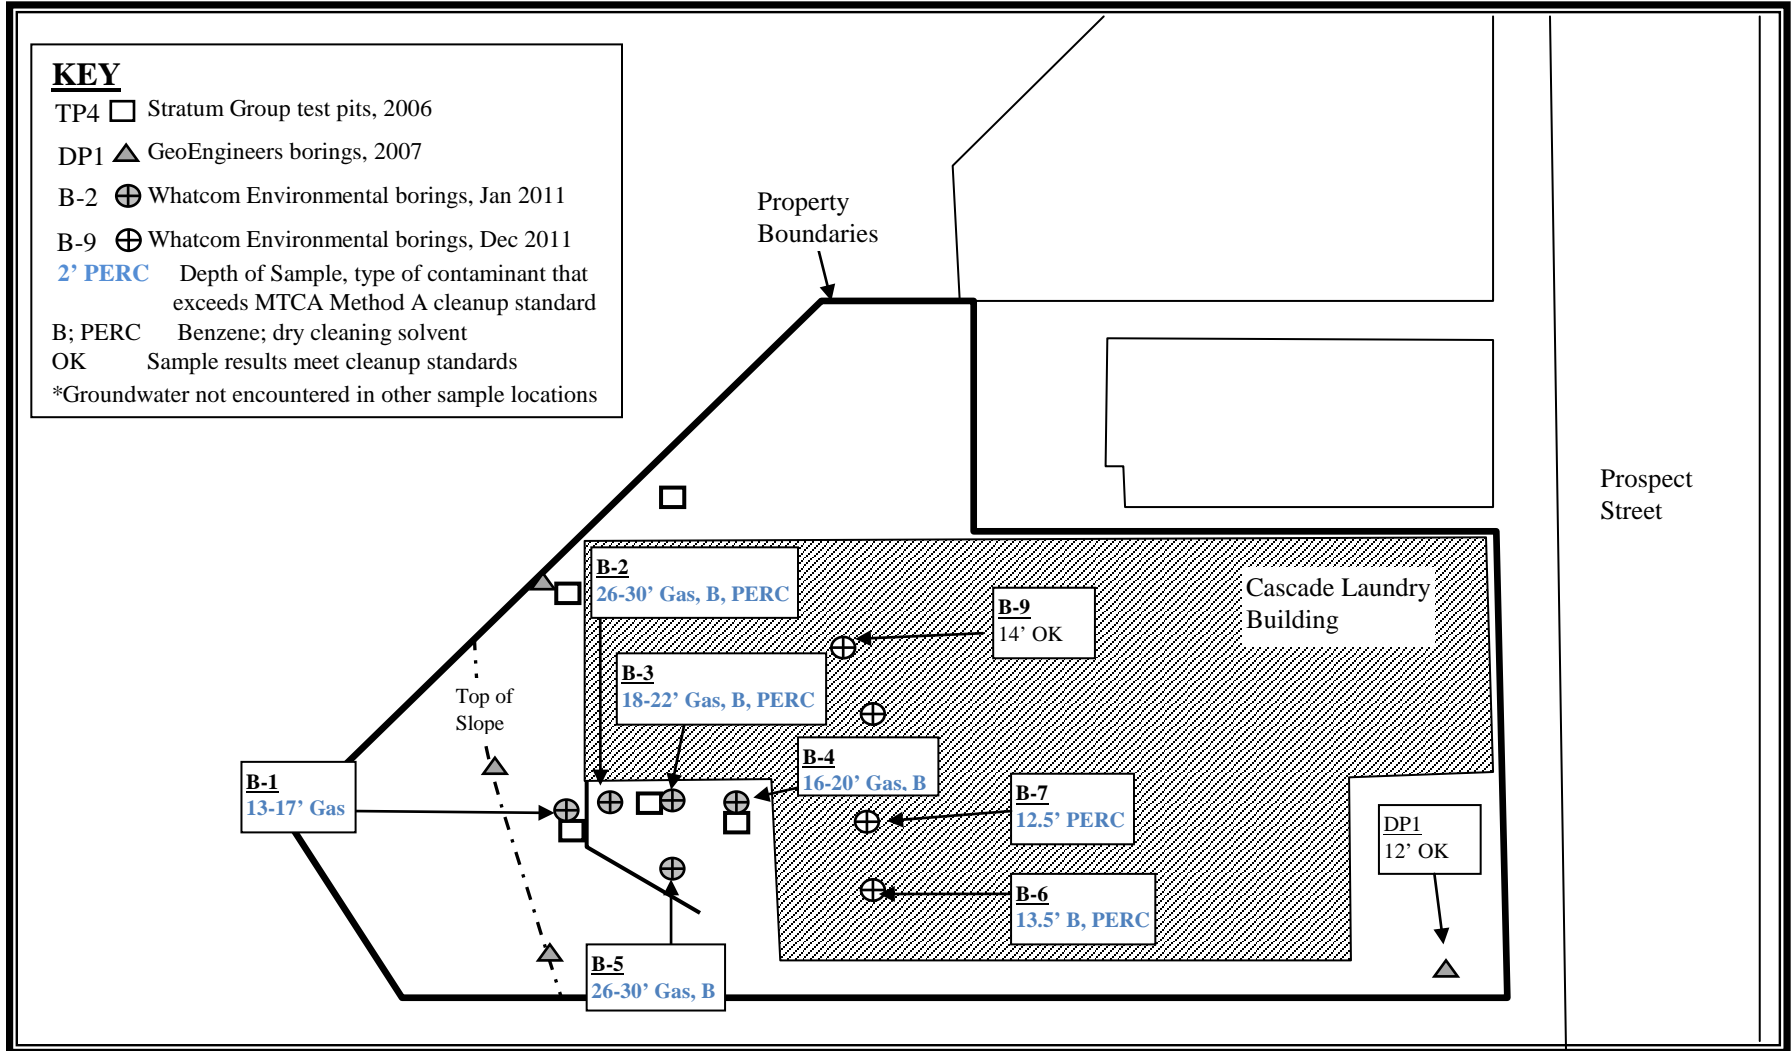 KEY
TP4 Stratum Group test pits, 2006
DP1 GeoEngineers borings, 2007
B-2 Whatcom Environmental borings, Jan 2011
B-9 Whatcom Environmental borings, Dec 2011
2’ PERC Depth of Sample, type of contaminant that
exceeds MTCA Method A cleanup standard
B; PERC Benzene; dry cleaning solvent
OK Sample results meet cleanup standards
*Groundwater not encountered in other sample locations
Property
Boundaries
Prospect
Street
Cascade Laundry
Building
B-2
26-30’ Gas, B, PERC
B-9
14’ OK
B-3
18-22’ Gas, B, PERC
Top of
Slope
B-4
16-20’ Gas, B
B-1
13-17’ Gas
B-7
12.5’ PERC
DP1
12’ OK
B-6
13.5’ B, PERC
B-5
26-30’ Gas, B